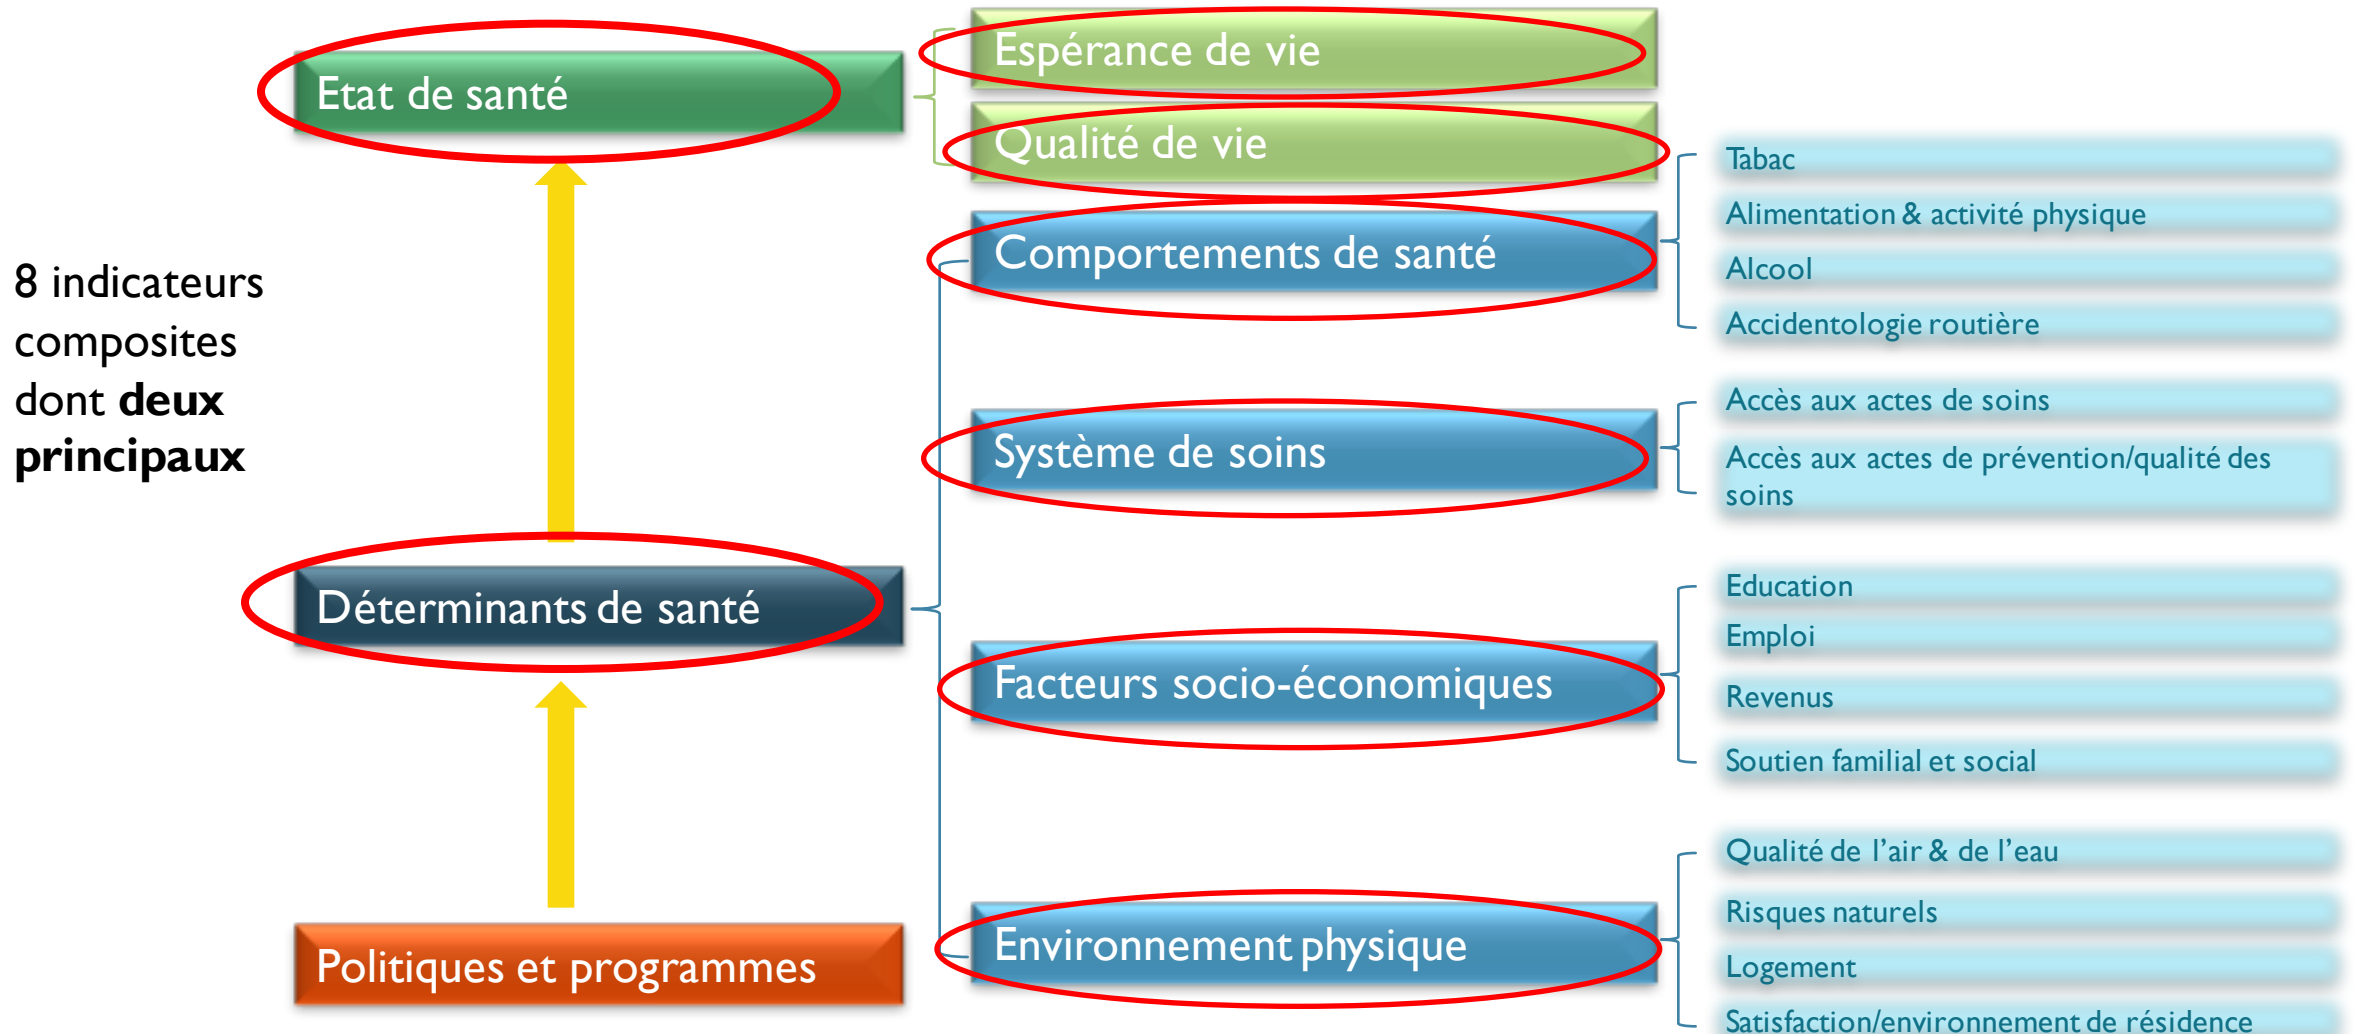 8 indicateurs
composites
dont deux
principaux
Etat de santé
Espérance de vie
Qualité de vie
Déterminants de santé
Comportements de santé
Tabac
Alimentation & activité physique
Alcool
Accidentologie routière
Système de soins
Accès aux actes de soins
Accès aux actes de prévention/qualité des
soins
Facteurs socio-économiques
Education
Emploi
Revenus
Soutien familial et social
Environnement physique
Qualité de l’air & de l’eau
Risques naturels
Logement
Satisfaction/environnement de résidence
Politiques et programmes